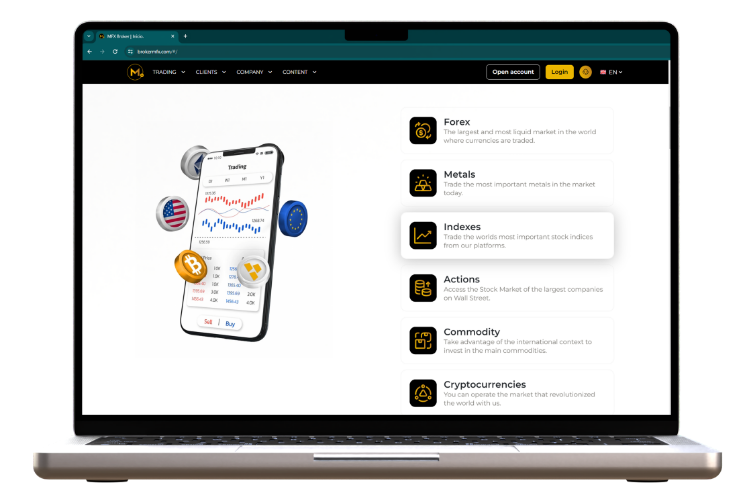 MFX Broker | Inicio.
brokermfx.com/#/
M.
TRADING
CLIENTS
COMPANY
CONTENT
Open account
Login
EN
Trading
Price
Sell
Buy
Forex
The largest and most liquid market in the world
where currencies are traded.
Metals
Trade the most important metals in the market
today.
Indexes
Trade the worlds most important stock indices
from our platforms.
Actions
Access the Stock Market of the largest companies
on Wall Street.
Commodity
Take advantage of the international context to
invest in the main commodities.
Cryptocurrencies
You can operate the market that revolutionized
the world with us.